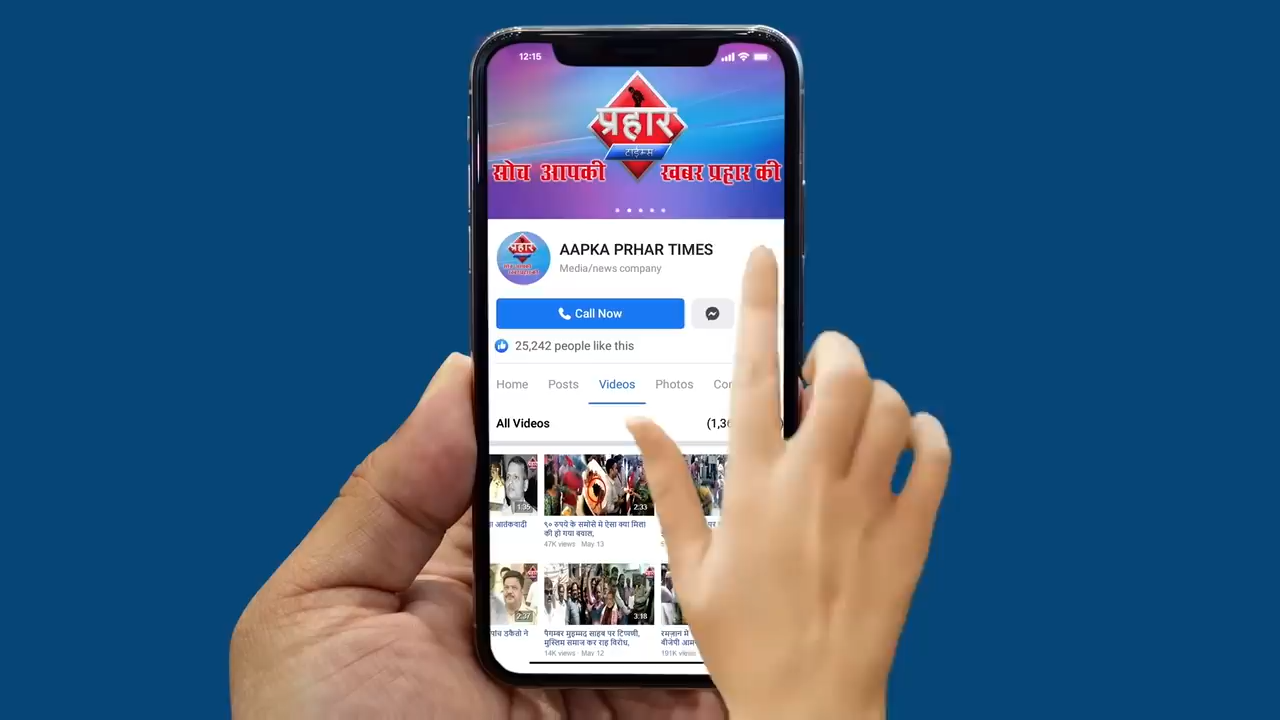 12:15
प्रहार
टाईम्स
सोच आपकी खबर प्रहार की
प्रहार
AAPKA PRHAR TIMES
Media/news company
Call Now
25,242 people like this
Home Posts Videos Photos
All Videos
1:35 2:33
आतंकवादी
९० रुपये के समोसे मे ऐसा क्या मिला
की हो गया बवाल,
47K views · May 13
2:37 3:18
डकैतो ने
पैगम्बर मुहम्मद साहब पर टिप्पणी,
मुस्लिम समाज कर राह विरोध,
14K views · May 12
रमज़ान में
बीजेपी
191K views